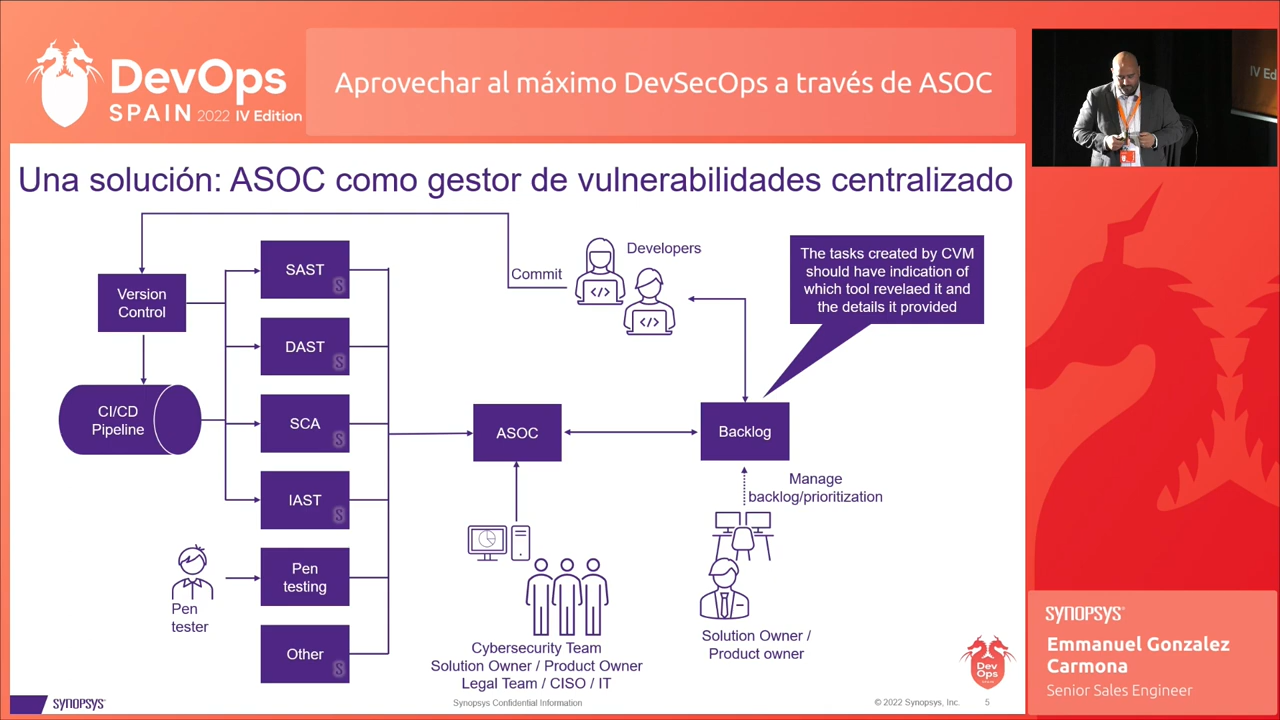 DevOps
SPAIN 2022 IV Edition
Aprovechar al máximo DevSecOps a través de ASOC
IV Ed
Una solución: ASOC como gestor de vulnerabilidades centralizado
Version
Control
CI/CD
Pipeline
SAST
S
DAST
S
SCA
S
IAST
S
Pen
testing
Other
S
Pen
tester
Commit
Developers
The tasks created by CVM
should have indication of
which tool revelaed it and
the details it provided
ASOC
Backlog
Manage
backlog/prioritization
Cybersecurity Team
Solution Owner / Product Owner
Legal Team / CISO / IT
Solution Owner /
Product owner
Dev
Ops
SYNOPSYS®
Synopsys Confidential Information
© 2022 Synopsys, Inc.
5
SYNOPSYS®
Emmanuel Gonzalez
Carmona
Senior Sales Engineer